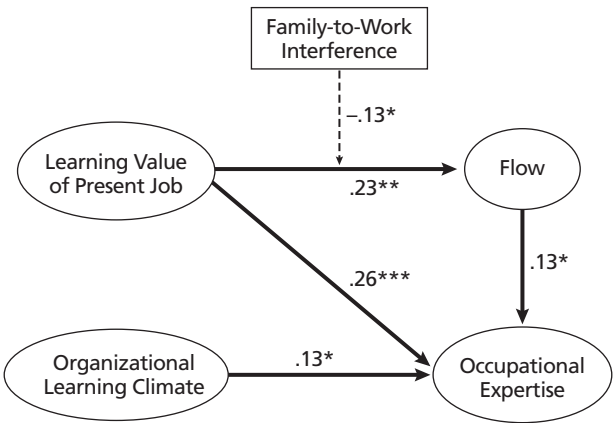 Family-to-Work
Interference
–.13*
Learning Value
of Present Job
Flow
.23**
.13*
.26***
Organizational
Learning Climate
.13*
Occupational
Expertise